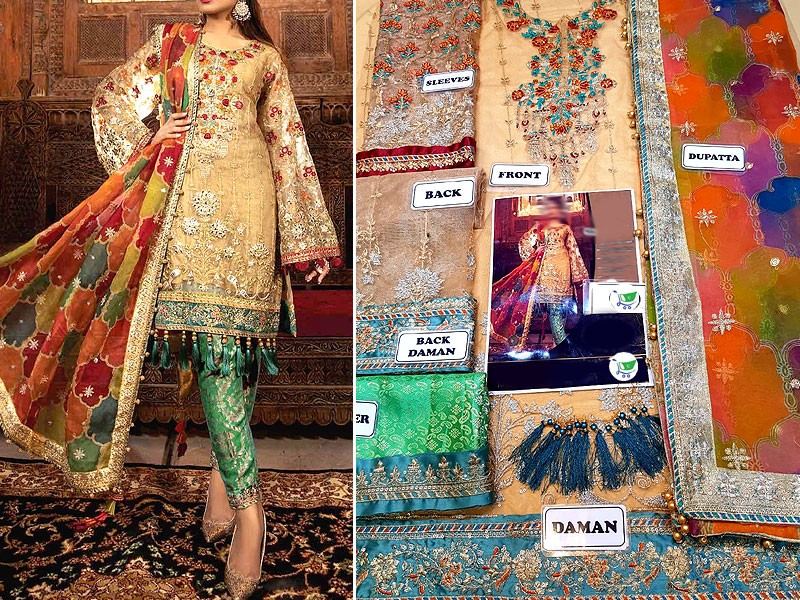 SLEEVES
BACK
FRONT
DUPATTA
BACK
DAMAN
ER
DAMAN